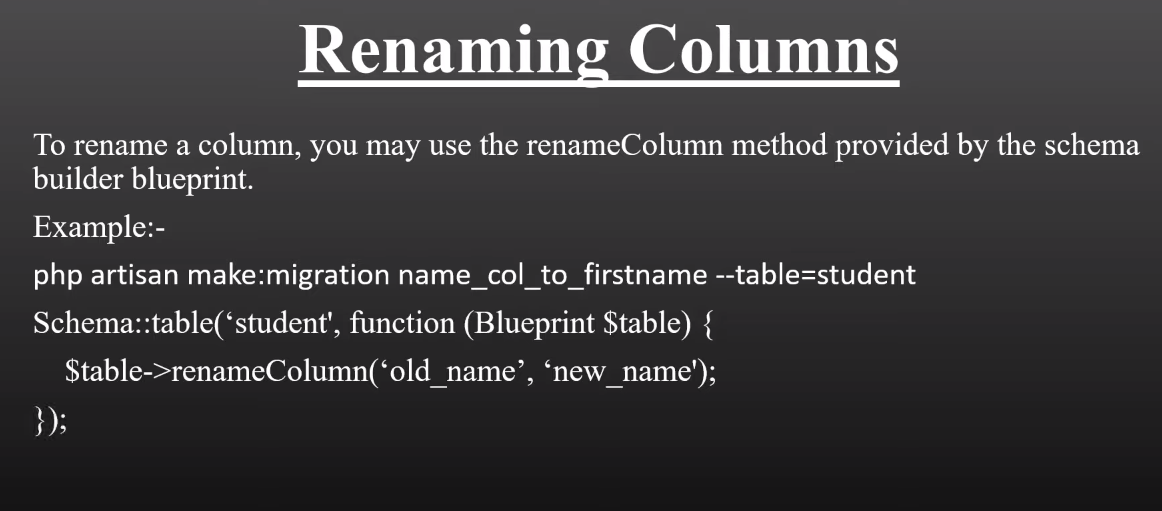 Renaming Columns
To rename a column, you may use the renameColumn method provided by the schema
builder blueprint.
Example:-
php artisan make:migration name_col_to_firstname --table=student
Schema::table(‘student', function (Blueprint $table) {
$table->renameColumn(‘old_name’, ‘new_name');
});